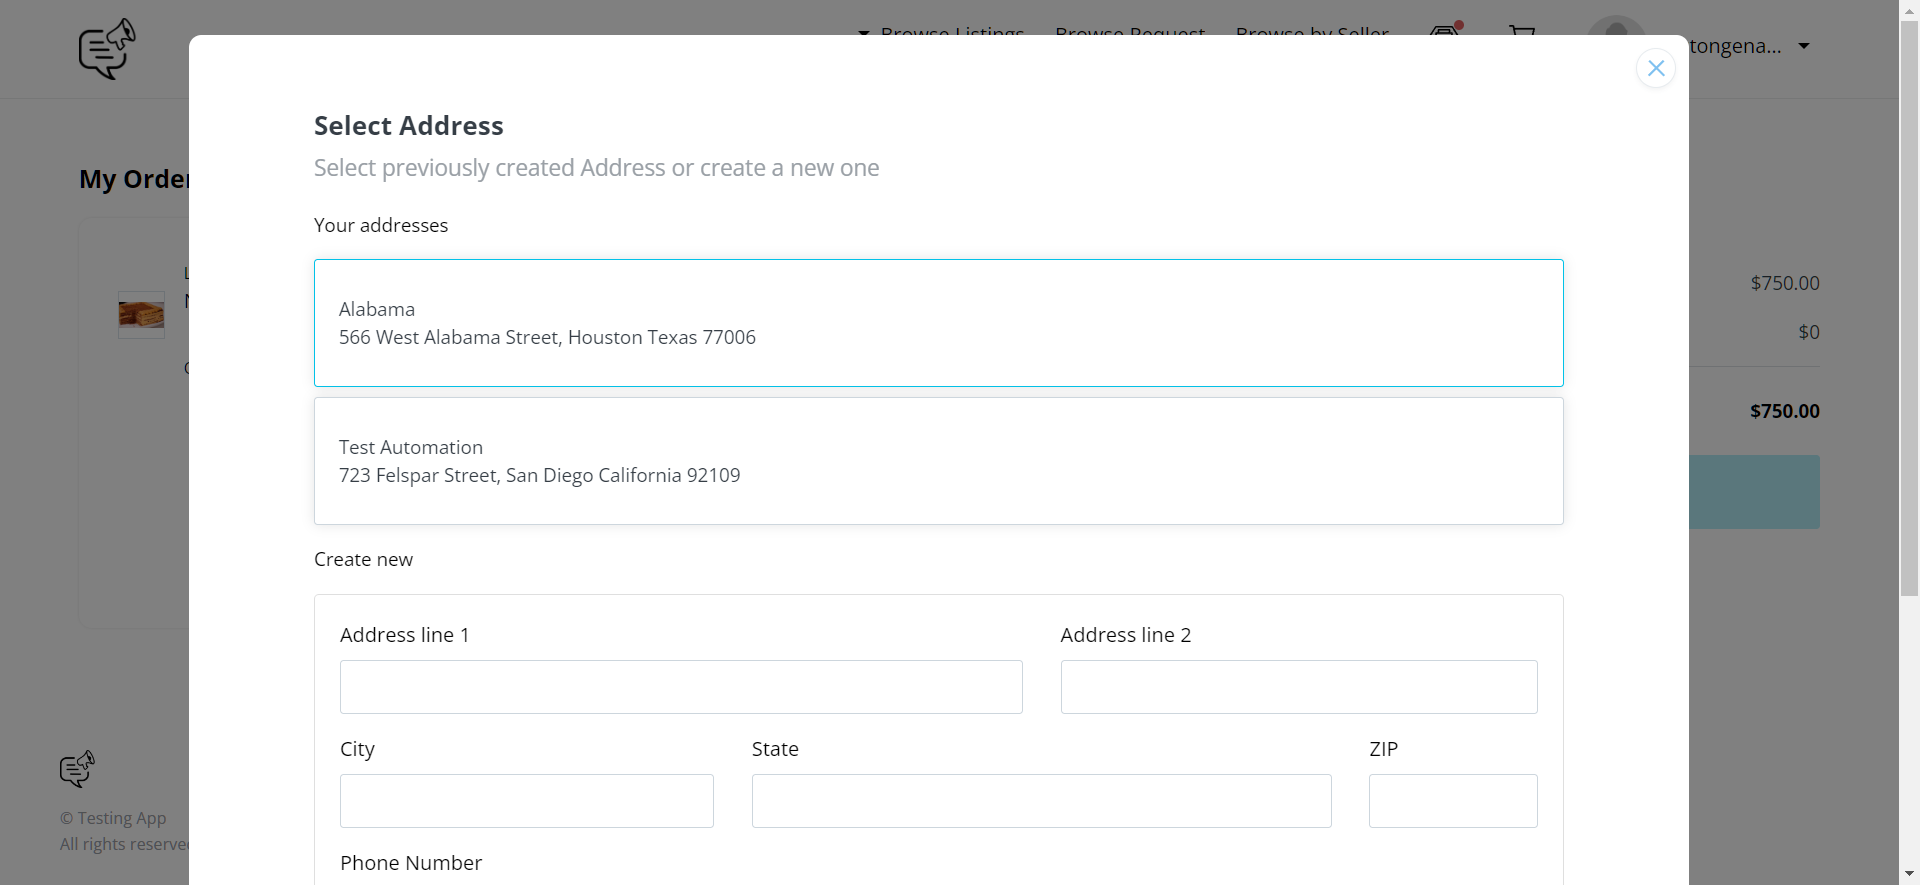 Browse Listings Browse Request Browse by Seller
tongena...
Select Address
Select previously created Address or create a new one
My Order
Your addresses
Alabama
566 West Alabama Street, Houston Texas 77006
$750.00
$0
$750.00
Test Automation
723 Felspar Street, San Diego California 92109
Create new
Address line 1 Address line 2
City State ZIP
Phone Number
© Testing App
All rights reserve